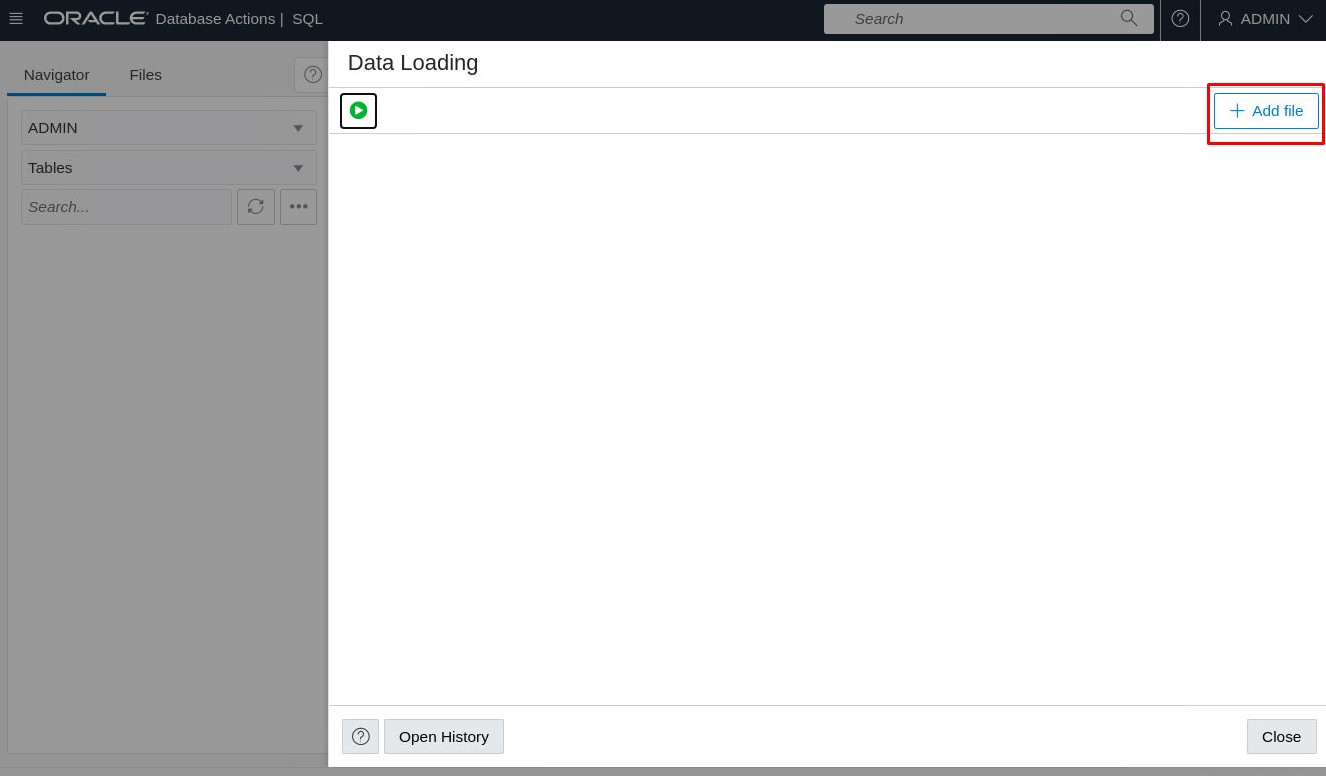 ORACLE Database Actions | SQL
Search
ADMIN
Navigator
Files
ADMIN
Tables
Search...
Data Loading
Add file
Open History
Close